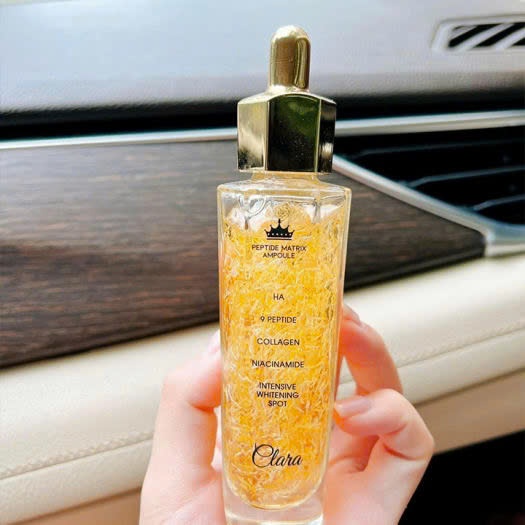 PEPTIDE MATRIX
AMPOULE
HA
9 PEPTIDE
COLLAGEN
NIACINAMIDE
INTENSIVE
WHITENING
SPOT
Clara